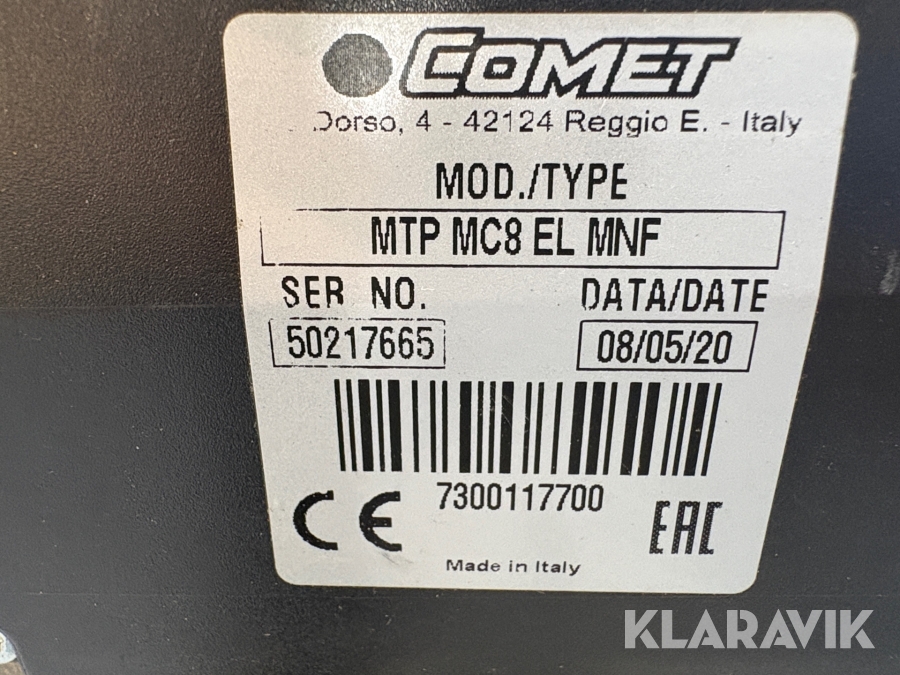 COMET
Dorso, 4 - 42124 Reggio E. - Italy
MOD./TYPE
MTP MC8 EL MNF
SER NO. DATA/DATE
50217665 08/05/20
7300117700
CE EAC
Made in Italy
KLARAVIK